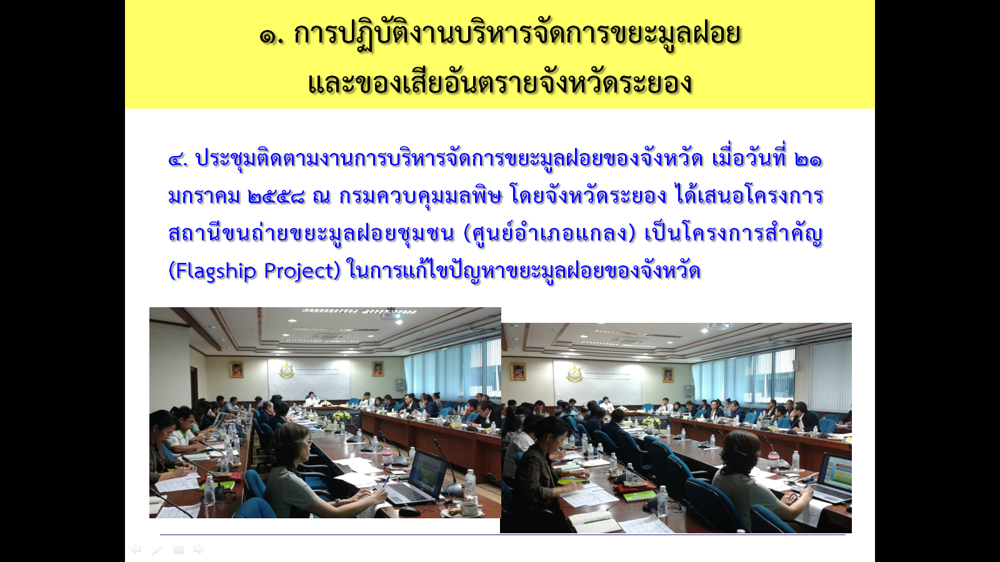 ๑. การปฏิบัติงานบริหารจัดการขยะมูลฝอย
และของเสียอันตรายจังหวัดระยอง
๔. ประชุมติดตามงานการบริหารจัดการขยะมูลฝอยของจังหวัด เมื่อวันที่ ๒๑
มกราคม ๒๕๕๘ ณ กรมควบคุมมลพิษ โดยจังหวัดระยอง ได้เสนอโครงการ
สถานีขนถ่ายขยะมูลฝอยชุมชน (ศูนย์อำเภอแกลง) เป็นโครงการสำคัญ
(Flagship Project) ในการแก้ไขปัญหาขยะมูลฝอยของจังหวัด